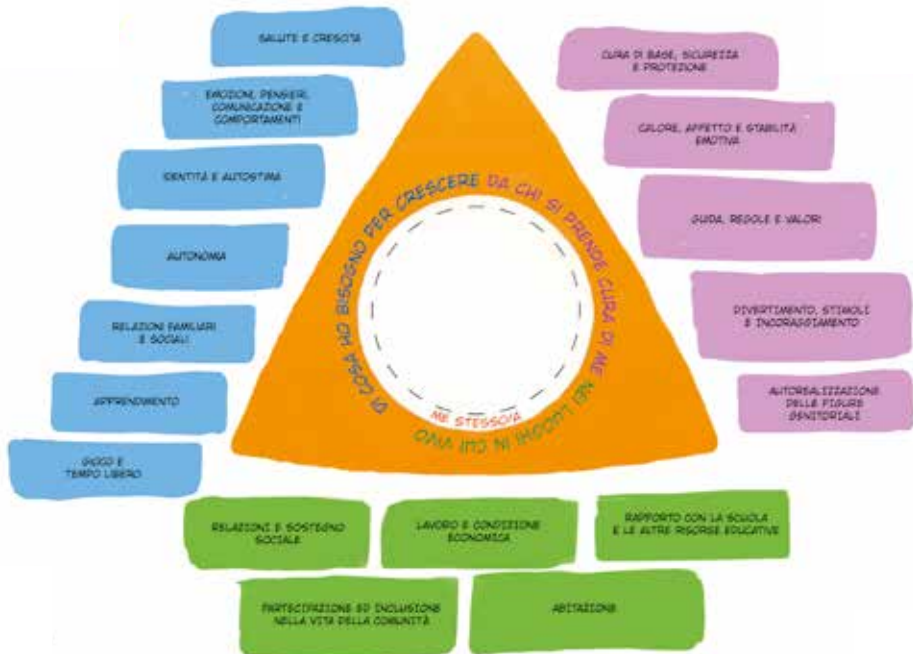 SALUTE E CRESCITA
EMOZIONI, PENSIERI,
COMUNICAZIONE E
COMPORTAMENTI
IDENTITÀ E AUTOSTIMA
AUTONOMIA
RELAZIONI FAMILIARI
E SOCIALI
APPRENDIMENTO
GIOCO E
TEMPO LIBERO
DI COSA HO BISOGNO PER CRESCERE
DA CHI SI PRENDE CURA DI ME
NEI LUOGHI IN CUI VIVO
ME STESSO/A
CURA DI BASE, SICUREZZA
E PROTEZIONE
CALORE, AFFETTO E STABILITÀ
EMOTIVA
GUIDA, REGOLE E VALORI
DIVERTIMENTO, STIMOLI
E INCORAGGIAMENTO
AUTOREALIZZAZIONE
DELLE FIGURE
GENITORIALI
RELAZIONI E SOSTEGNO
SOCIALE
LAVORO E CONDIZIONE
ECONOMICA
RAPPORTO CON LA SCUOLA
E LE ALTRE RISORSE EDUCATIVE
PARTECIPAZIONE ED INCLUSIONE
NELLA VITA DELLA COMUNITÀ
ABITAZIONE